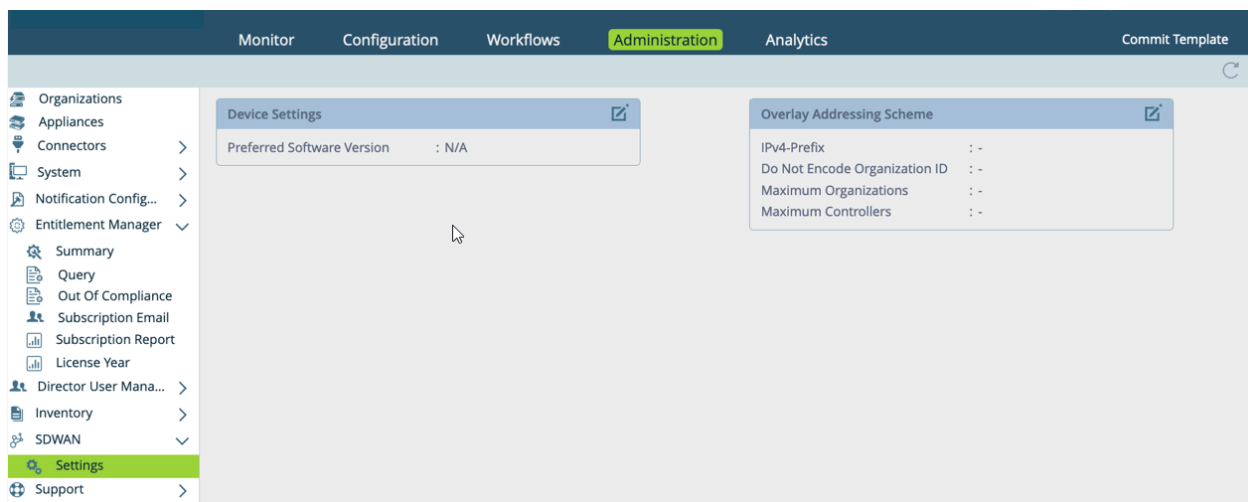 Monitor Configuration Workflows Administration Analytics Commit Template
Organizations
Appliances
Connectors
System
Notification Config...
Entitlement Manager
Summary
Query
Out Of Compliance
Subscription Email
Subscription Report
License Year
Director User Mana...
Inventory
SDWAN
Settings
Support
Device Settings
Preferred Software Version : N/A
Overlay Addressing Scheme
IPv4-Prefix : -
Do Not Encode Organization ID : -
Maximum Organizations : -
Maximum Controllers : -